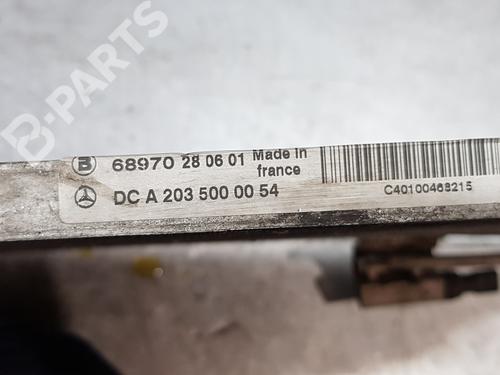 B-PARTS
B 68970 28 06 01 Made in
france
DC A 203 500 00 54
C40100468215